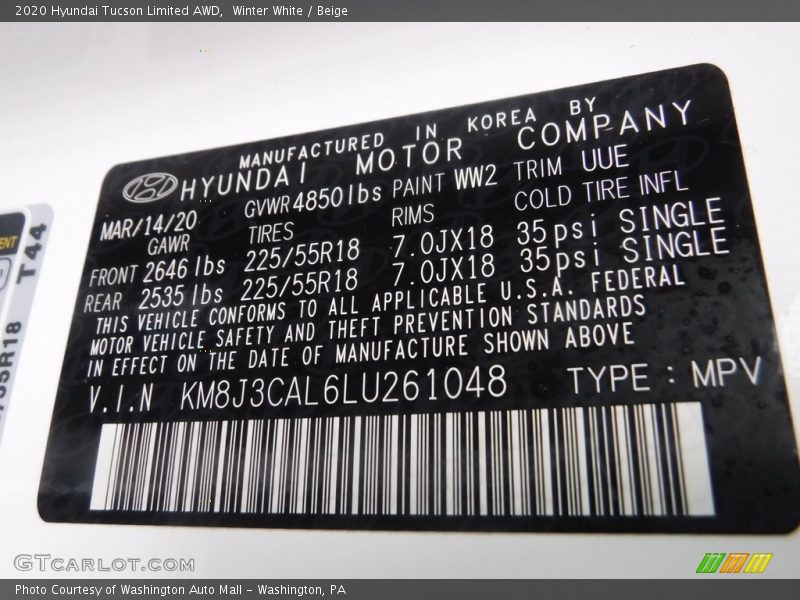 2020 Hyundai Tucson Limited AWD, Winter White / Beige
MANUFACTURED IN KOREA BY
HYUNDAI MOTOR COMPANY
MAR/14/20 GVWR 4850lbs PAINT WW2 TRIM UUE
GAWR TIRES RIMS COLD TIRE INFL
FRONT 2646 lbs 225/55R18 7.0JX18 35psi SINGLE
REAR 2535 lbs 225/55R18 7.0JX18 35psi SINGLE
THIS VEHICLE CONFORMS TO ALL APPLICABLE U.S.A. FEDERAL
MOTOR VEHICLE SAFETY AND THEFT PREVENTION STANDARDS
IN EFFECT ON THE DATE OF MANUFACTURE SHOWN ABOVE
V.I.N KM8J3CAL6LU261048 TYPE : MPV
T44
GTcarlot.com
Photo Courtesy of Washington Auto Mall - Washington, PA